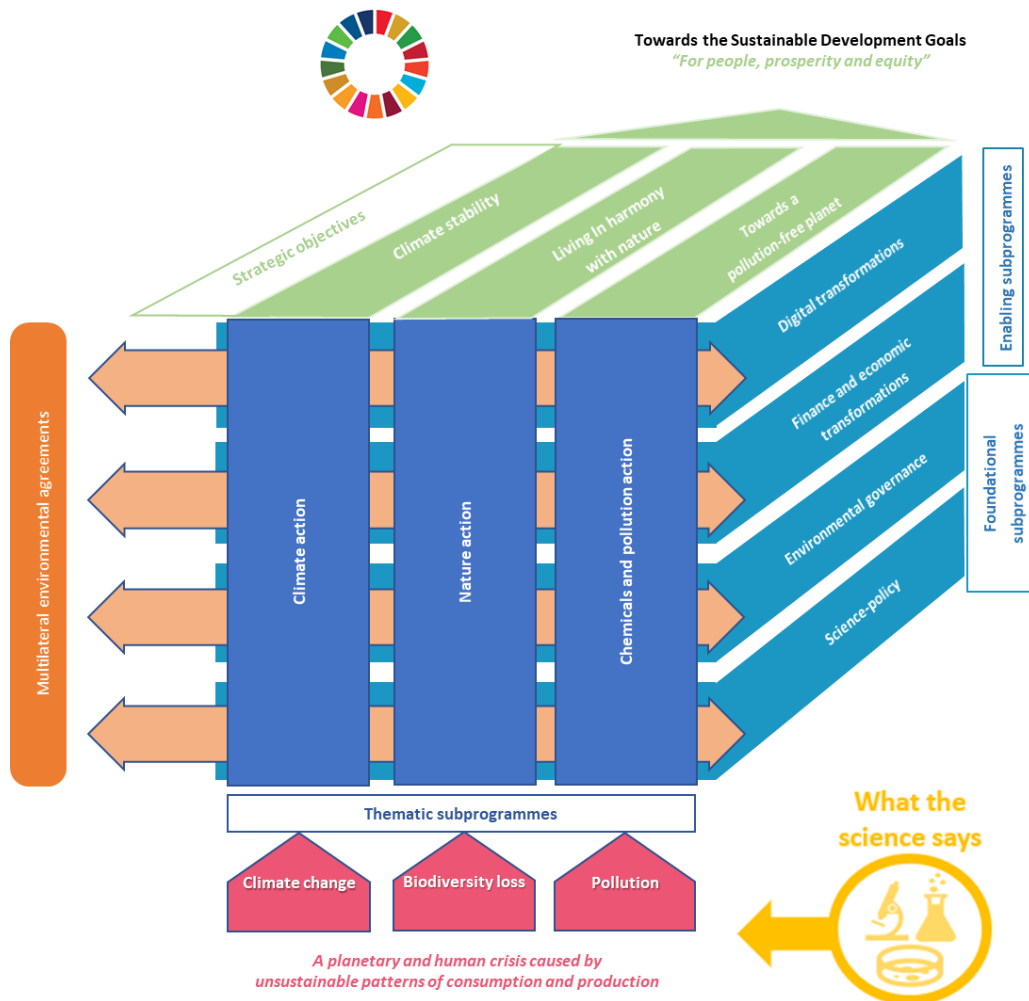 Towards the Sustainable Development Goals
“For people, prosperity and equity”
Strategic objectives
Climate stability
Living In harmony
with nature
Towards a
pollution-free planet
Digital transformations
Finance and economic
transformations
Environmental governance
Science-policy
Enabling subprogrammes
Foundational
subprogrammes
Multilateral environmental agreements
Climate action
Nature action
Chemicals and pollution action
Thematic subprogrammes
Climate change
Biodiversity loss
Pollution
A planetary and human crisis caused by
unsustainable patterns of consumption and production
What the
science says